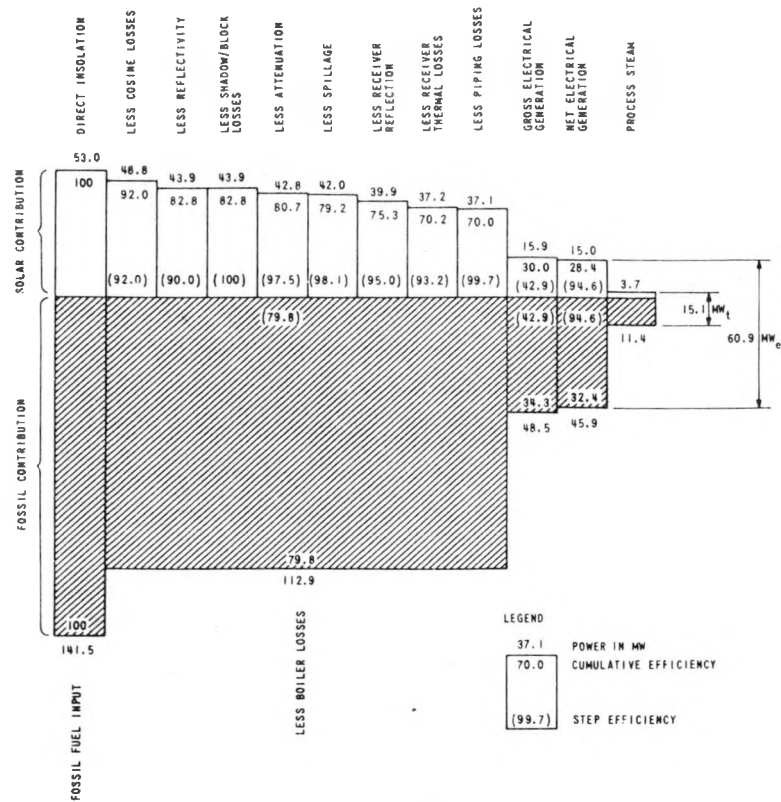 DIRECT INSOLATION
LESS COSINE LOSSES
LESS REFLECTIVITY
LESS SHADOW/BLOCK
LOSSES
LESS ATTENUATION
LESS SPILLAGE
LESS RECEIVER
REFLECTION
LESS RECEIVER
THERMAL LOSSES
LESS PIPING LOSSES
GROSS ELECTRICAL
GENERATION
NET ELECTRICAL
GENERATION
PROCESS STEAM
SOLAR CONTRIBUTION
53.0
48.8
43.9
43.9
42.8
42.0
39.9
37.2
37.1
15.9
15.0
3.7
100
92.0
82.8
82.8
80.7
79.2
75.3
70.2
70.0
30.0
28.4
(92.0)
(90.0)
(100)
(97.5)
(98.1)
(95.0)
(93.2)
(99.7)
(42.9)
(94.6)
FOSSIL CONTRIBUTION
(79.8)
(42.9)
(94.6)
15.1 MWt
11.4
60.9 MWe
34.3
32.4
48.5
45.9
79.8
112.9
100
141.5
FOSSIL FUEL INPUT
LESS BOILER LOSSES
LEGEND
37.1 POWER IN MW
70.0 CUMULATIVE EFFICIENCY
(99.7) STEP EFFICIENCY